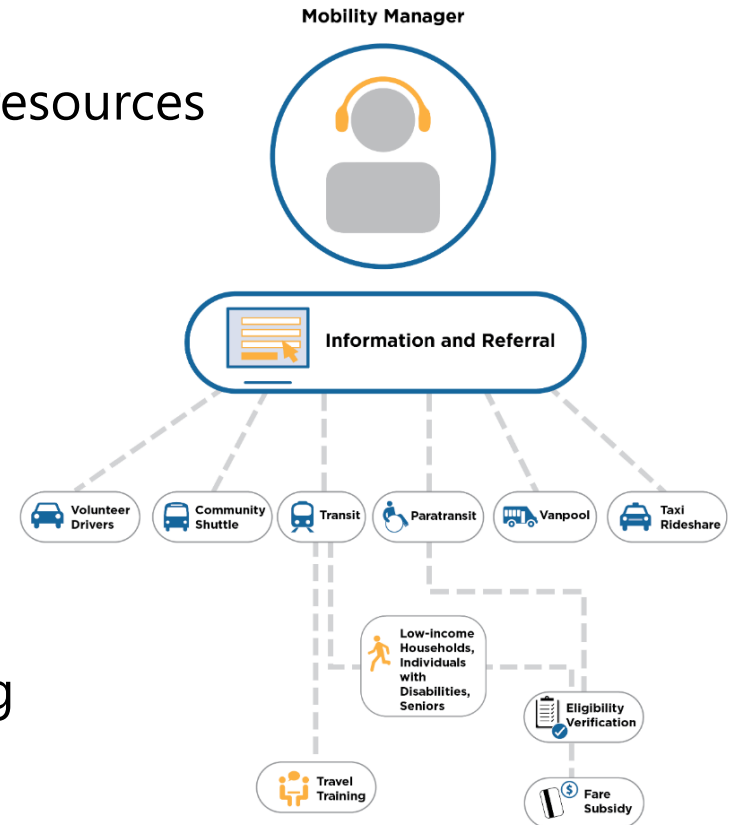 Mobility Manager
esources
Information and Referral
Volunteer
Drivers
Community
Shuttle
Transit
Paratransit
Vanpool
Taxi
Rideshare
Low-income
Households,
Individuals
with
Disabilities,
Seniors
g
Eligibility
Verification
Travel
Training
$
Fare
Subsidy